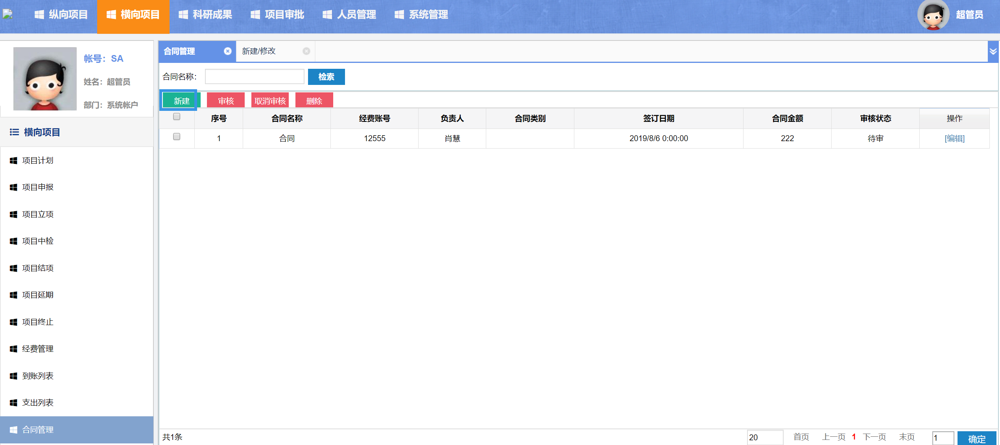 纵向项目 横向项目 科研成果 项目审批 人员管理 系统管理 超管员
帐号：SA
姓名：超管员
部门：系统帐户
横向项目
项目计划
项目申报
项目立项
项目中检
项目结项
项目延期
项目终止
经费管理
到账列表
支出列表
合同管理
合同管理 新建/修改
合同名称： 检索
新建 审核 取消审核 删除
序号 合同名称 经费账号 负责人 合同类别 签订日期 合同金额 审核状态 操作
1 合同 12555 肖慧 2019/8/6 0:00:00 222 待审 [编辑]
共1条 20 首页 上一页 1 下一页 末页 1 确定